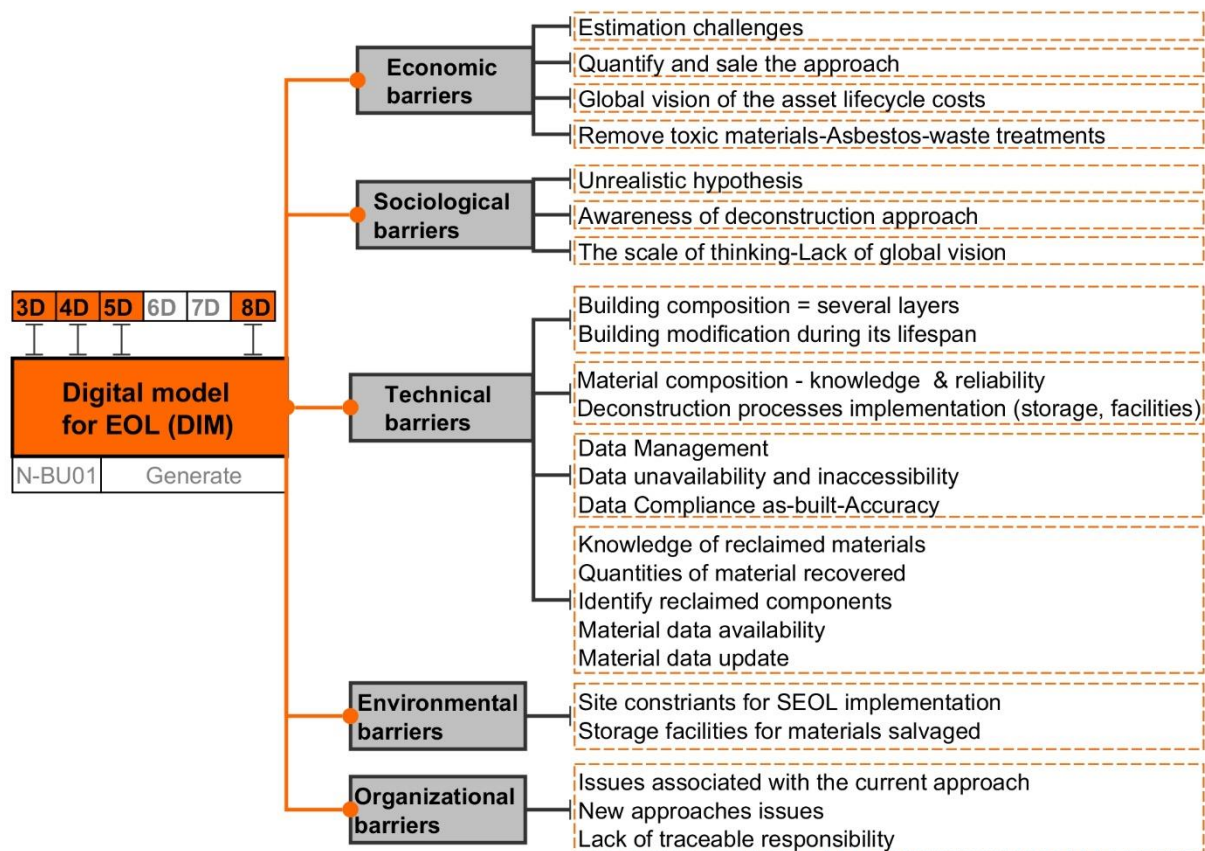 3D 4D 5D 6D 7D 8D
Digital model
for EOL (DIM)
N-BU01 Generate
Economic
barriers
Estimation challenges
Quantify and sale the approach
Global vision of the asset lifecycle costs
Remove toxic materials-Asbestos-waste treatments
Sociological
barriers
Unrealistic hypothesis
Awareness of deconstruction approach
The scale of thinking-Lack of global vision
Technical
barriers
Building composition = several layers
Building modification during its lifespan
Material composition - knowledge & reliability
Deconstruction processes implementation (storage, facilities)
Data Management
Data unavailability and inaccessibility
Data Compliance as-built-Accuracy
Knowledge of reclaimed materials
Quantities of material recovered
Identify reclaimed components
Material data availability
Material data update
Environmental
barriers
Site constriants for SEOL implementation
Storage facilities for materials salvaged
Organizational
barriers
Issues associated with the current approach
New approaches issues
Lack of traceable responsibility